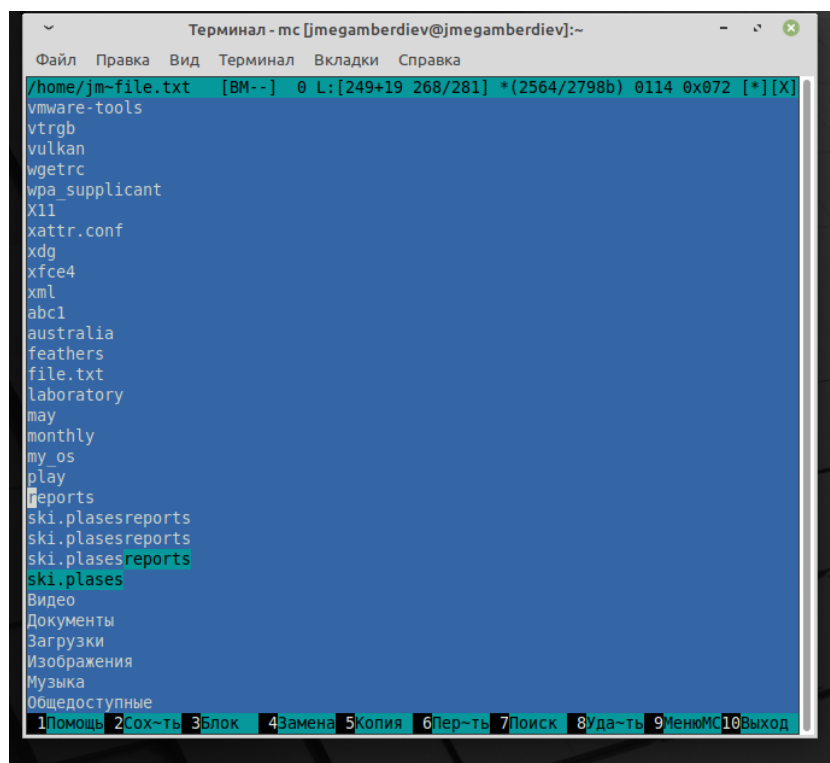 Терминал - mc [jmegamberdiev@jmegamberdiev]:~
Файл Правка Вид Терминал Вкладки Справка
/home/jm~file.txt [BM--] 0 L:[249+19 268/281] *(2564/2798b) 0114 0x072 [*][X]
vmware-tools
vtrgb
vulkan
wgetrc
wpa_supplicant
X11
xattr.conf
xdg
xfce4
xml
abc1
australia
feathers
file.txt
laboratory
may
monthly
my_os
play
reports
ski.plasesreports
ski.plasesreports
ski.plasesreports
ski.plases
Видео
Документы
Загрузки
Изображения
Музыка
Общедоступные
1Помощь 2Сох~ть 3Блок 4Замена 5Копия 6Пер~ть 7Поиск 8Уда~ть 9МенюMC 10Выход